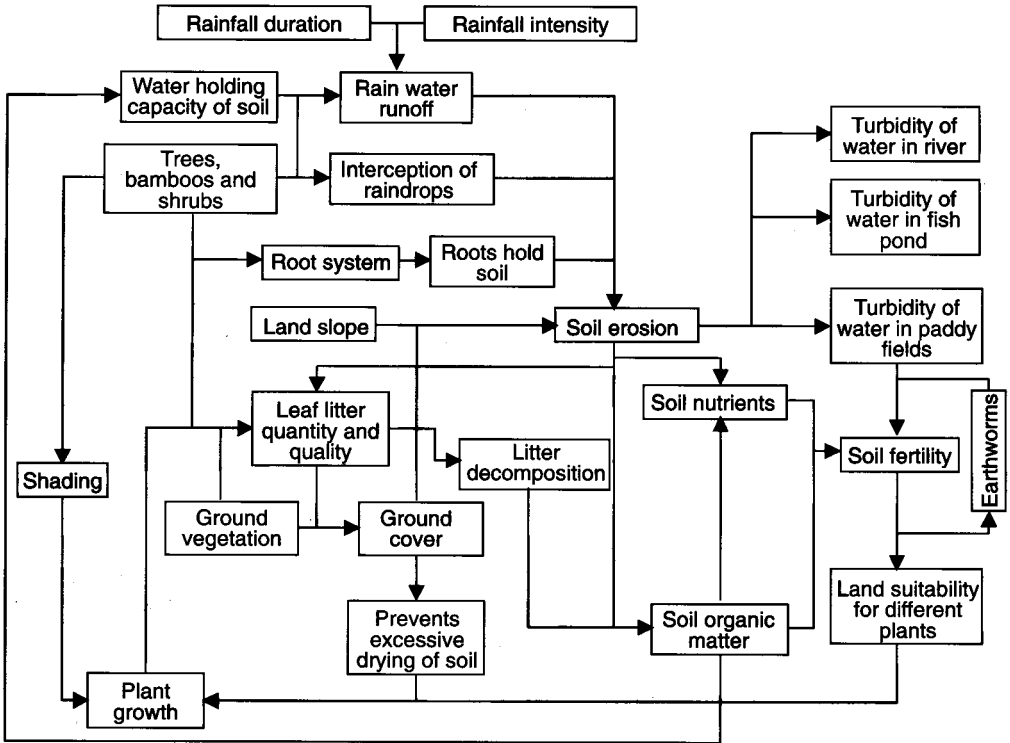 Rainfall duration
Rainfall intensity
Water holding
capacity of soil
Rain water
runoff
Turbidity of
water in river
Trees,
bamboos and
shrubs
Interception of
raindrops
Turbidity of
water in fish
pond
Root system
Roots hold
soil
Land slope
Soil erosion
Turbidity of
water in paddy
fields
Leaf litter
quantity and
quality
Soil nutrients
Earthworms
Shading
Litter
decomposition
Soil fertility
Ground
vegetation
Ground
cover
Prevents
excessive
drying of soil
Soil organic
matter
Land suitability
for different
plants
Plant
growth